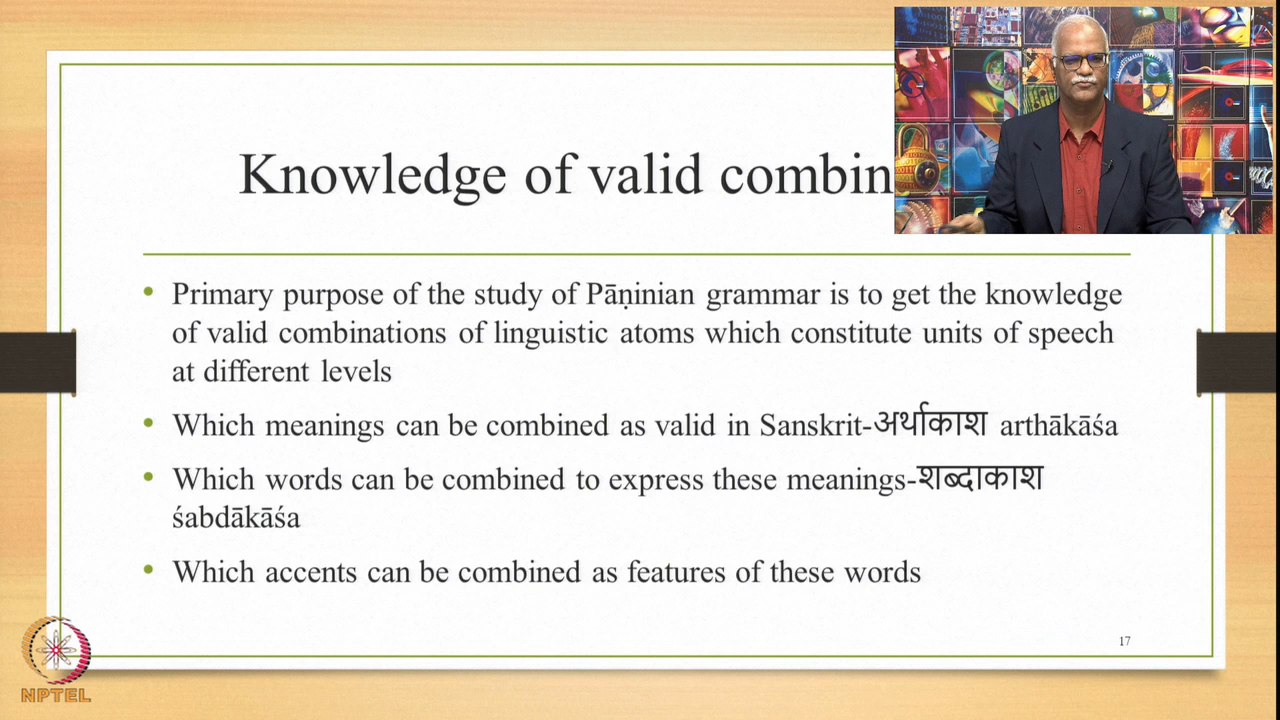 Knowledge of valid combin
Primary purpose of the study of Pāṇinian grammar is to get the knowledge
of valid combinations of linguistic atoms which constitute units of speech
at different levels
Which meanings can be combined as valid in Sanskrit-अर्थाकाश arthākāśa
Which words can be combined to express these meanings-शब्दाकाश
śabdākāśa
Which accents can be combined as features of these words
17
NPTEL